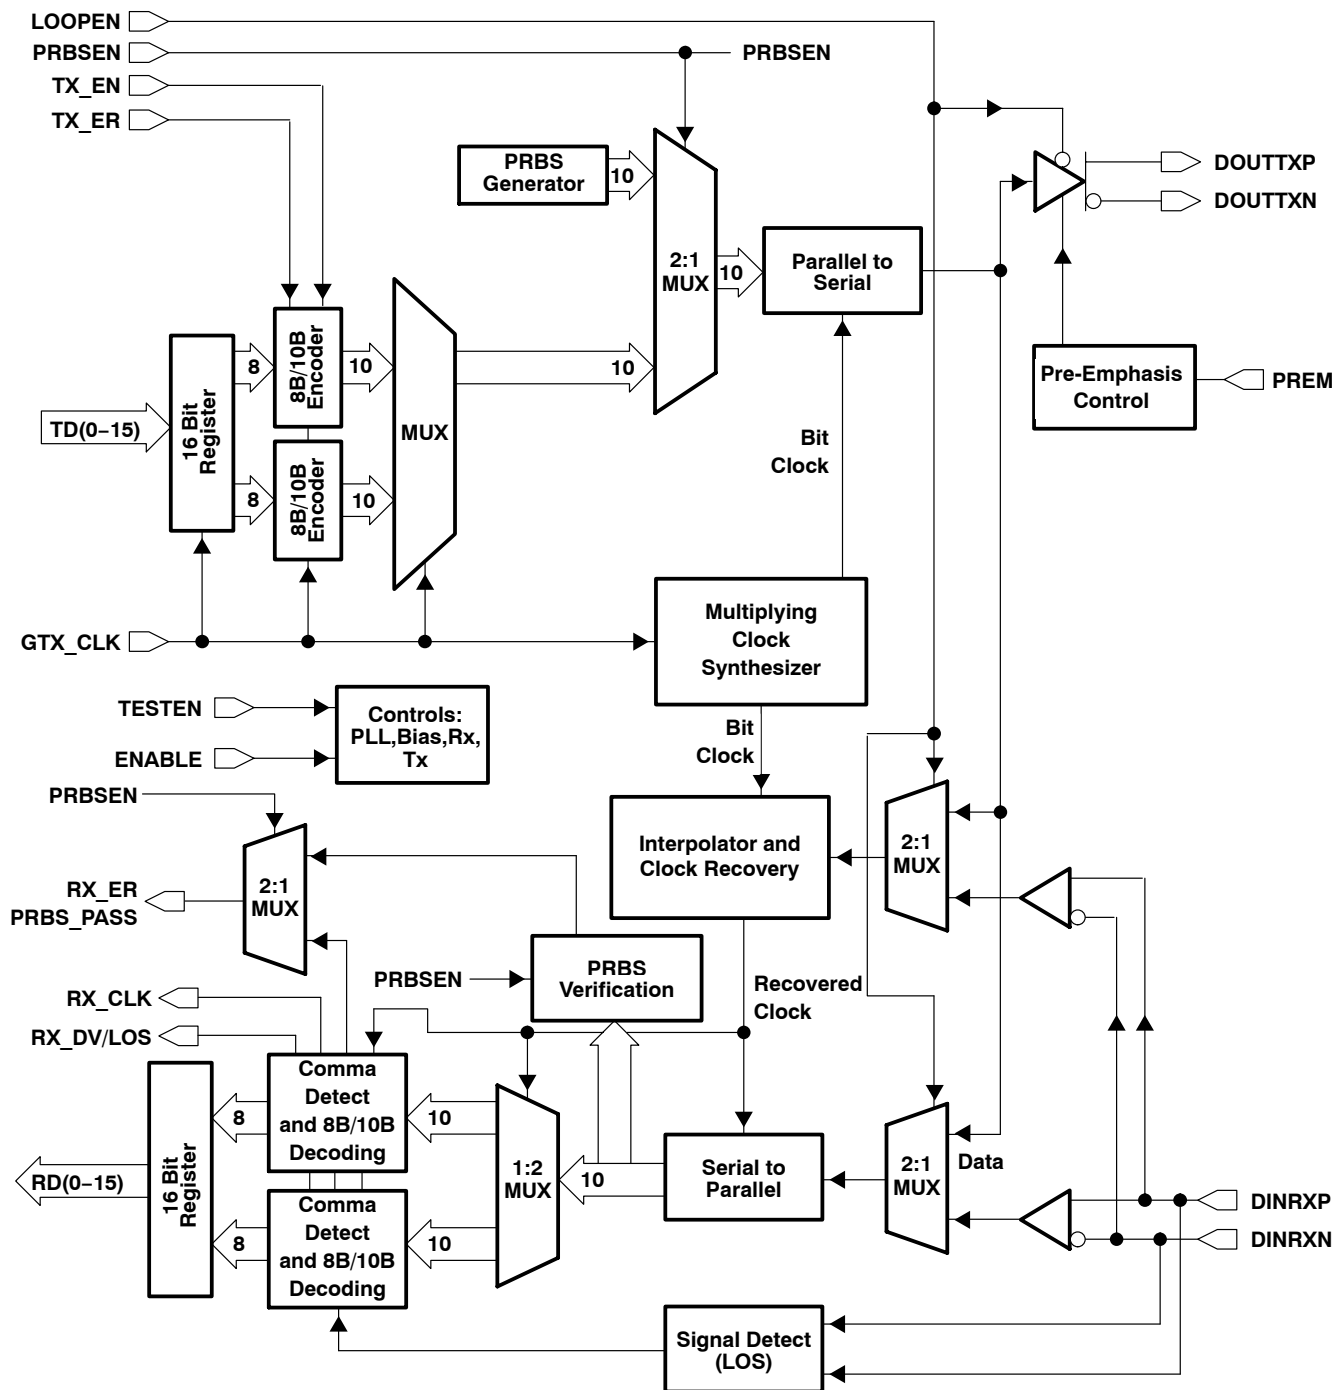 LOOPEN
PRBSEN
PRBSEN
TX_EN
TX_ER
PRBS
Generator
10
DOUTTXP
DOUTTXN
2:1
MUX
10
Parallel to
Serial
8B/10B
Encoder
8
10
10
Pre-Emphasis
Control
PREM
TD(0–15)
16 Bit
Register
MUX
Bit
Clock
8B/10B
Encoder
8
10
Multiplying
Clock
Synthesizer
GTX_CLK
TESTEN
ENABLE
Controls:
PLL,Bias,Rx,
Tx
Bit
Clock
PRBSEN
Interpolator and
Clock Recovery
2:1
MUX
2:1
MUX
RX_ER
PRBS_PASS
PRBSEN
PRBS
Verification
Recovered
Clock
RX_CLK
RX_DV/LOS
Comma
Detect
and 8B/10B
Decoding
8
10
16 Bit
Register
RD(0–15)
1:2
MUX
10
Serial to
Parallel
2:1
MUX
Data
Comma
Detect
and 8B/10B
Decoding
8
10
DINRXP
DINRXN
Signal Detect
(LOS)